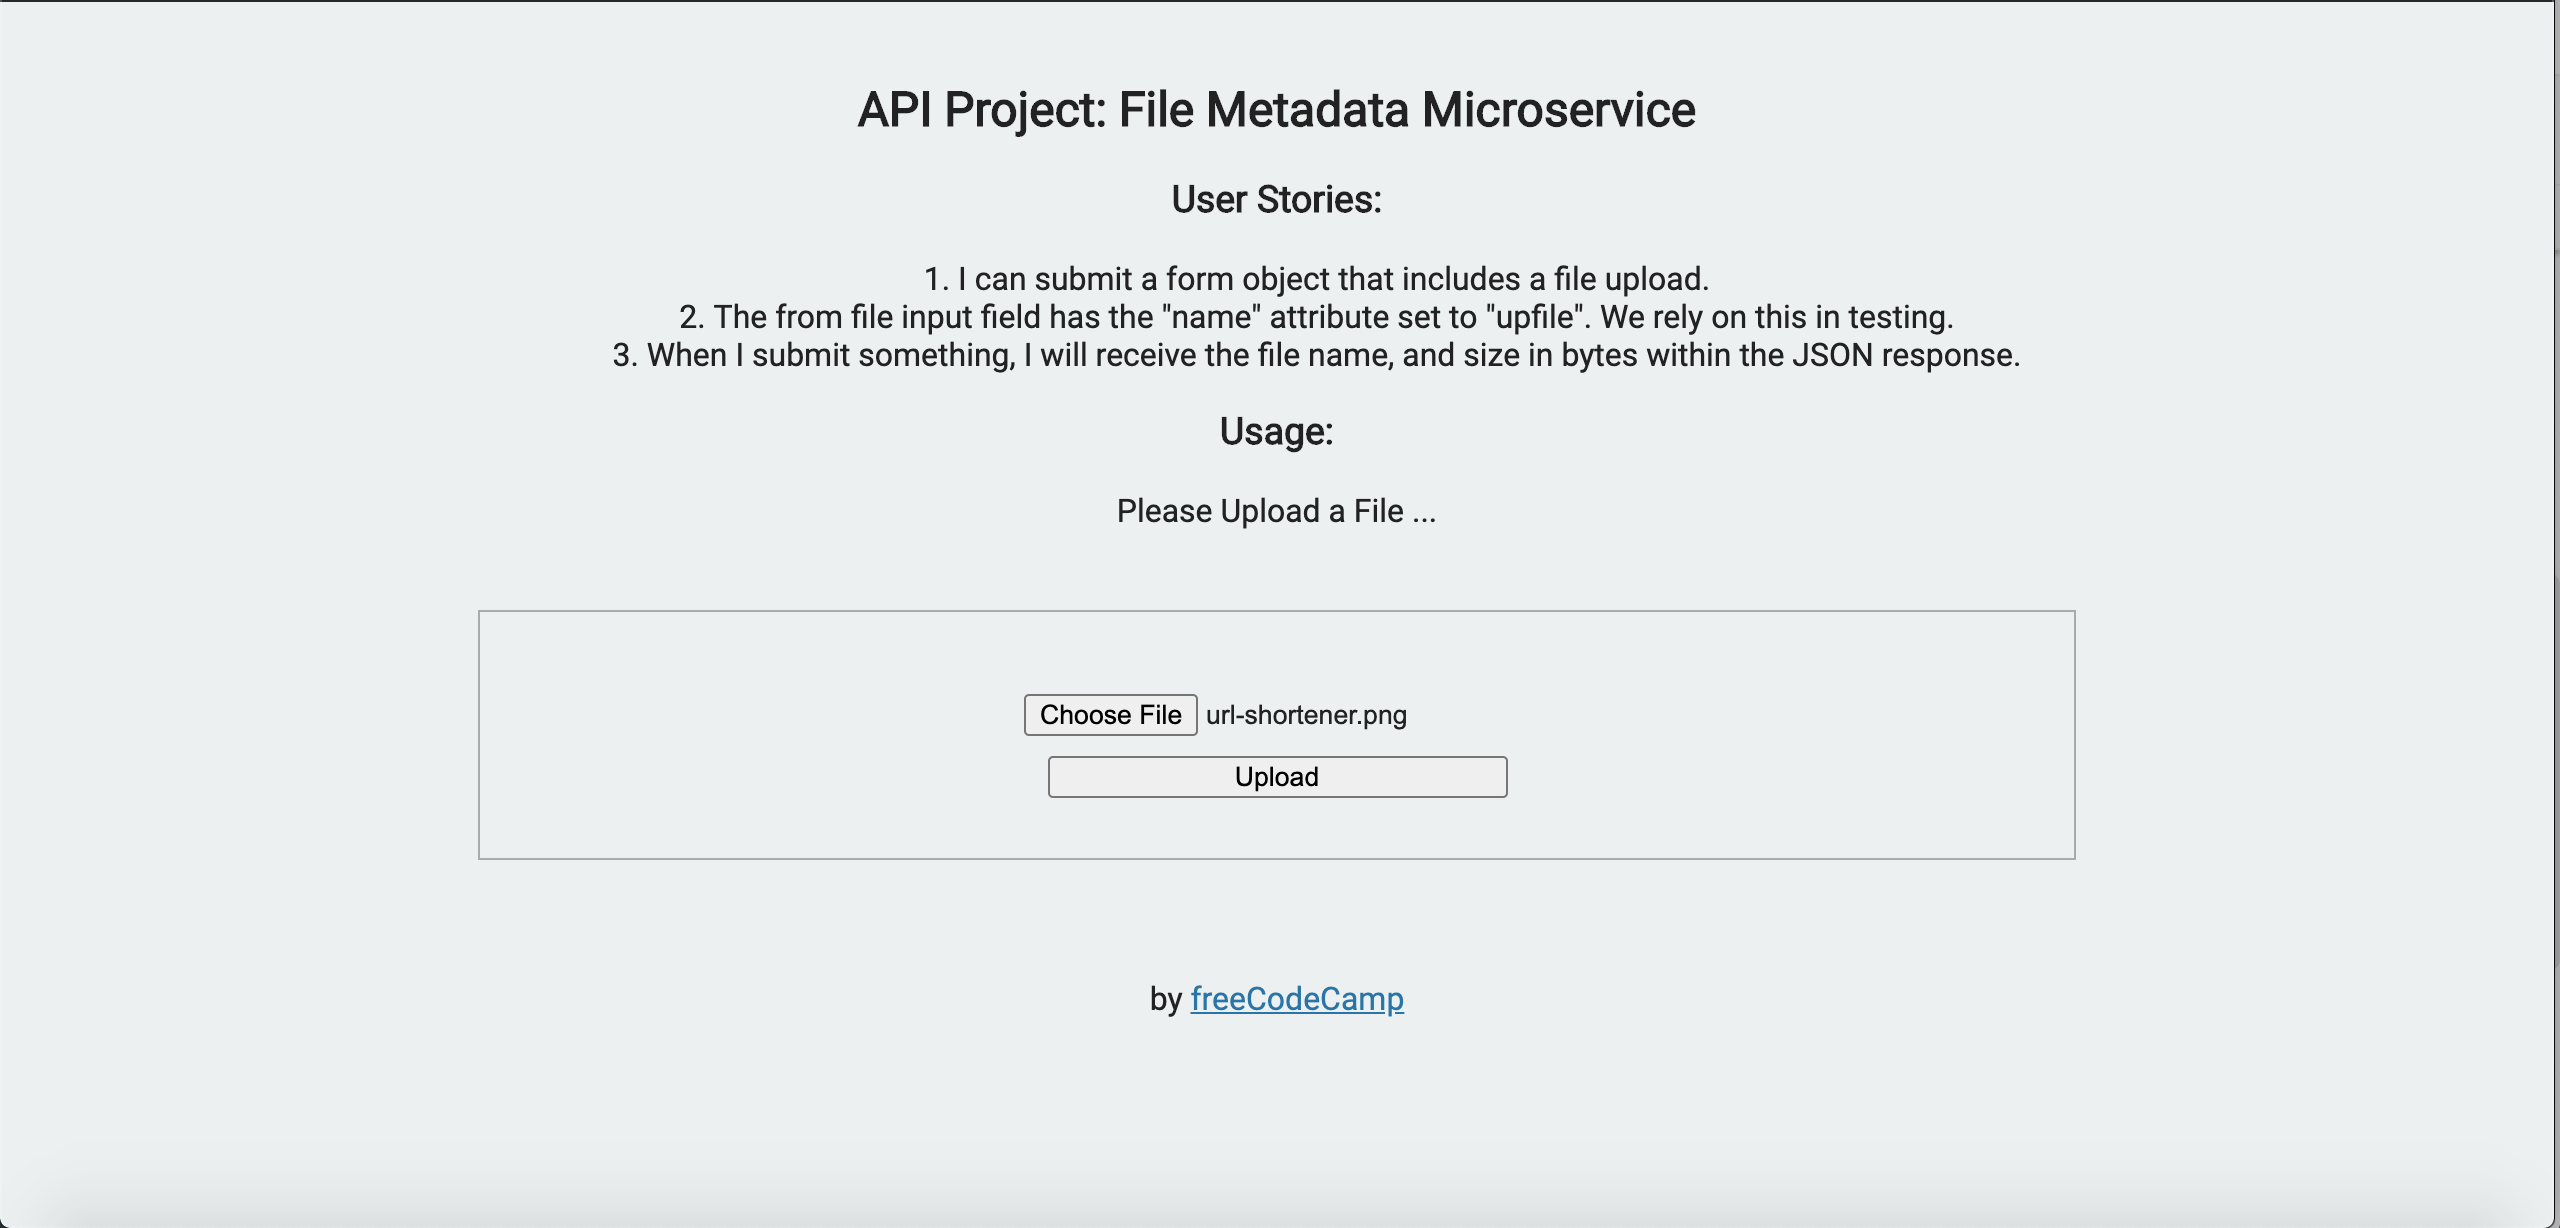 API Project: File Metadata Microservice
User Stories:
1. I can submit a form object that includes a file upload.
2. The from file input field has the "name" attribute set to "upfile". We rely on this in testing.
3. When I submit something, I will receive the file name, and size in bytes within the JSON response.
Usage:
Please Upload a File ...
Choose File url-shortener.png
Upload
by freeCodeCamp